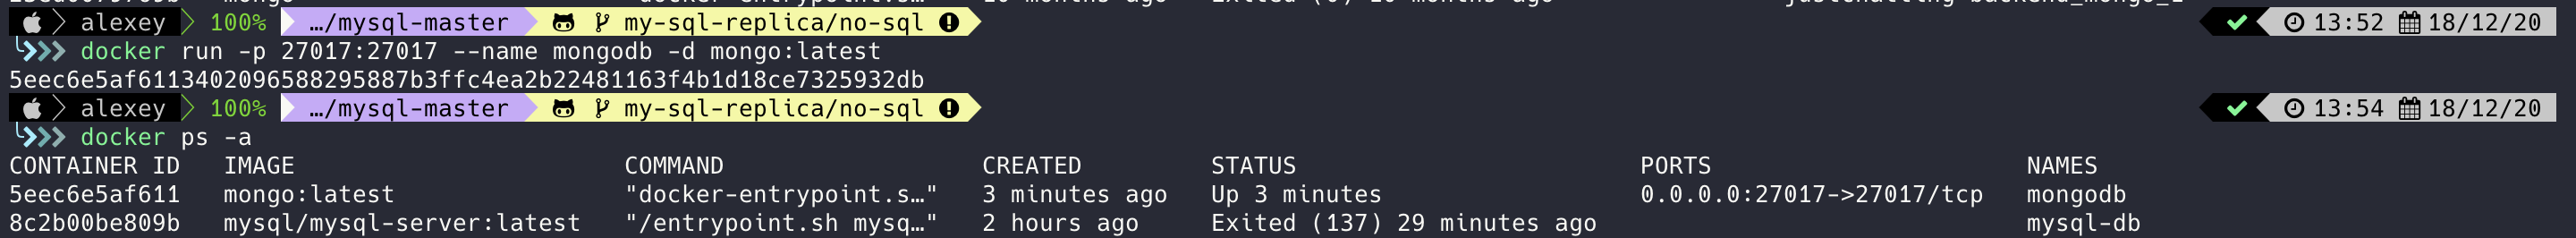 alexey 100% …/mysql-master my-sql-replica/no-sql 13:52 18/12/20
docker run -p 27017:27017 --name mongodb -d mongo:latest
5eec6e5af6113402096588295887b3ffc4ea2b22481163f4b1d18ce7325932db
alexey 100% …/mysql-master my-sql-replica/no-sql 13:54 18/12/20
docker ps -a
CONTAINER ID IMAGE COMMAND CREATED STATUS PORTS NAMES
5eec6e5af611 mongo:latest "docker-entrypoint.s…" 3 minutes ago Up 3 minutes 0.0.0.0:27017->27017/tcp mongodb
8c2b00be809b mysql/mysql-server:latest "/entrypoint.sh mysq…" 2 hours ago Exited (137) 29 minutes ago mysql-db